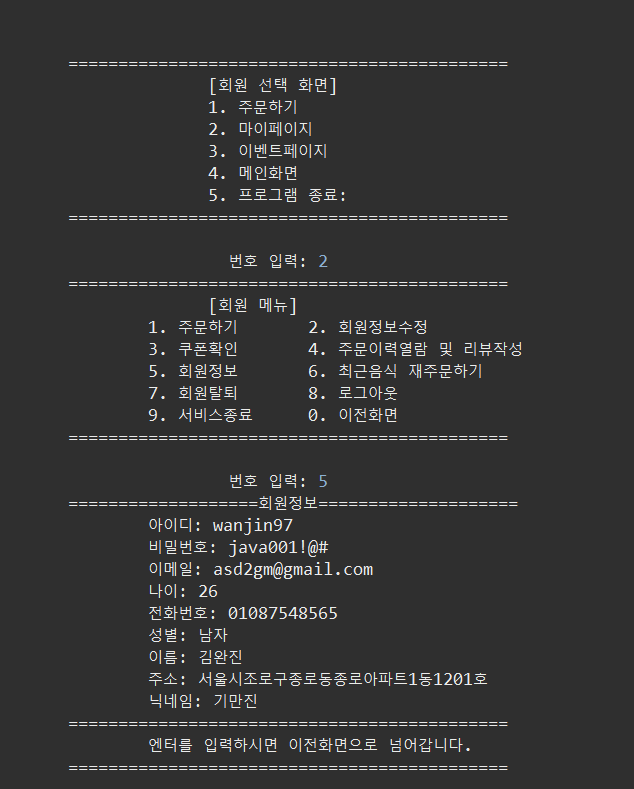 ============================================
[회원 선택 화면]
1. 주문하기
2. 마이페이지
3. 이벤트페이지
4. 메인화면
5. 프로그램 종료:
============================================
번호 입력: 2
============================================
[회원 메뉴]
1. 주문하기 2. 회원정보수정
3. 쿠폰확인 4. 주문이력열람 및 리뷰작성
5. 회원정보 6. 최근음식 재주문하기
7. 회원탈퇴 8. 로그아웃
9. 서비스종료 0. 이전화면
============================================
번호 입력: 5
===================회원정보====================
아이디: wanjin97
비밀번호: java001!@#
이메일: asd2gm@gmail.com
나이: 26
전화번호: 01087548565
성별: 남자
이름: 김완진
주소: 서울시조로구종로동종로아파트1동1201호
닉네임: 기만진
============================================
엔터를 입력하시면 이전화면으로 넘어갑니다.
============================================